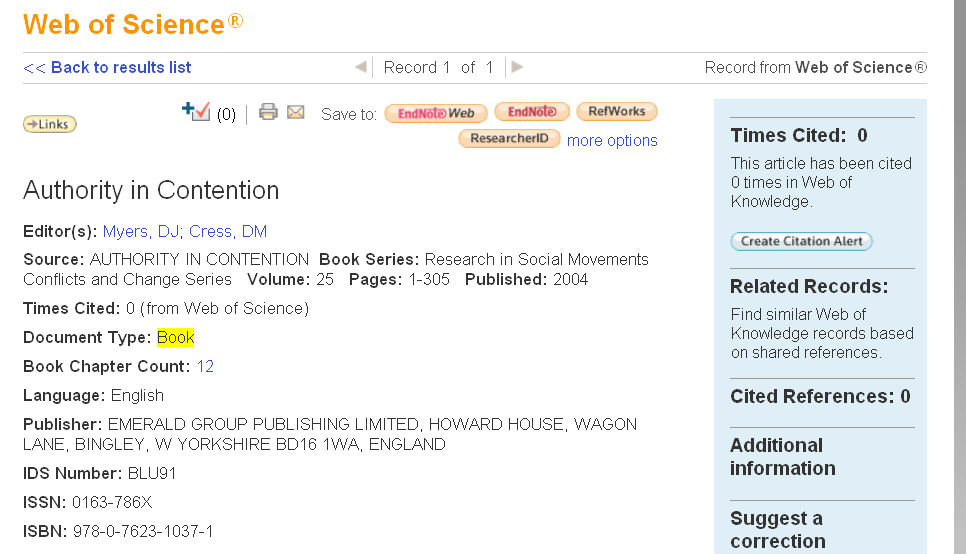 Web of Science®
<< Back to results list
Record 1 of 1
Record from Web of Science®
Links
(0)
Save to: EndNote Web EndNote RefWorks
ResearcherID more options
Authority in Contention
Editor(s): Myers, DJ; Cress, DM
Source: AUTHORITY IN CONTENTION Book Series: Research in Social Movements
Conflicts and Change Series Volume: 25 Pages: 1-305 Published: 2004
Times Cited: 0 (from Web of Science)
Document Type: Book
Book Chapter Count: 12
Language: English
Publisher: EMERALD GROUP PUBLISHING LIMITED, HOWARD HOUSE, WAGON
LANE, BINGLEY, W YORKSHIRE BD16 1WA, ENGLAND
IDS Number: BLU91
ISSN: 0163-786X
ISBN: 978-0-7623-1037-1
Times Cited: 0
This article has been cited
0 times in Web of
Knowledge.
Create Citation Alert
Related Records:
Find similar Web of
Knowledge records based
on shared references.
Cited References: 0
Additional
information
Suggest a
correction